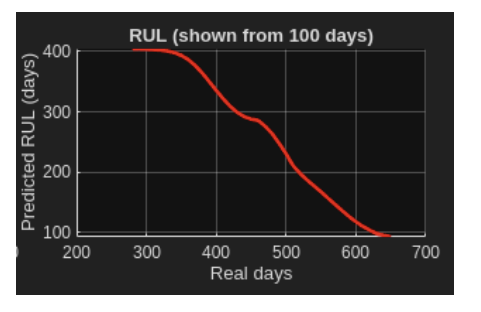 RUL (shown from 100 days)
Predicted RUL (days)
400
300
200
100
200 300 400 500 600 700
Real days